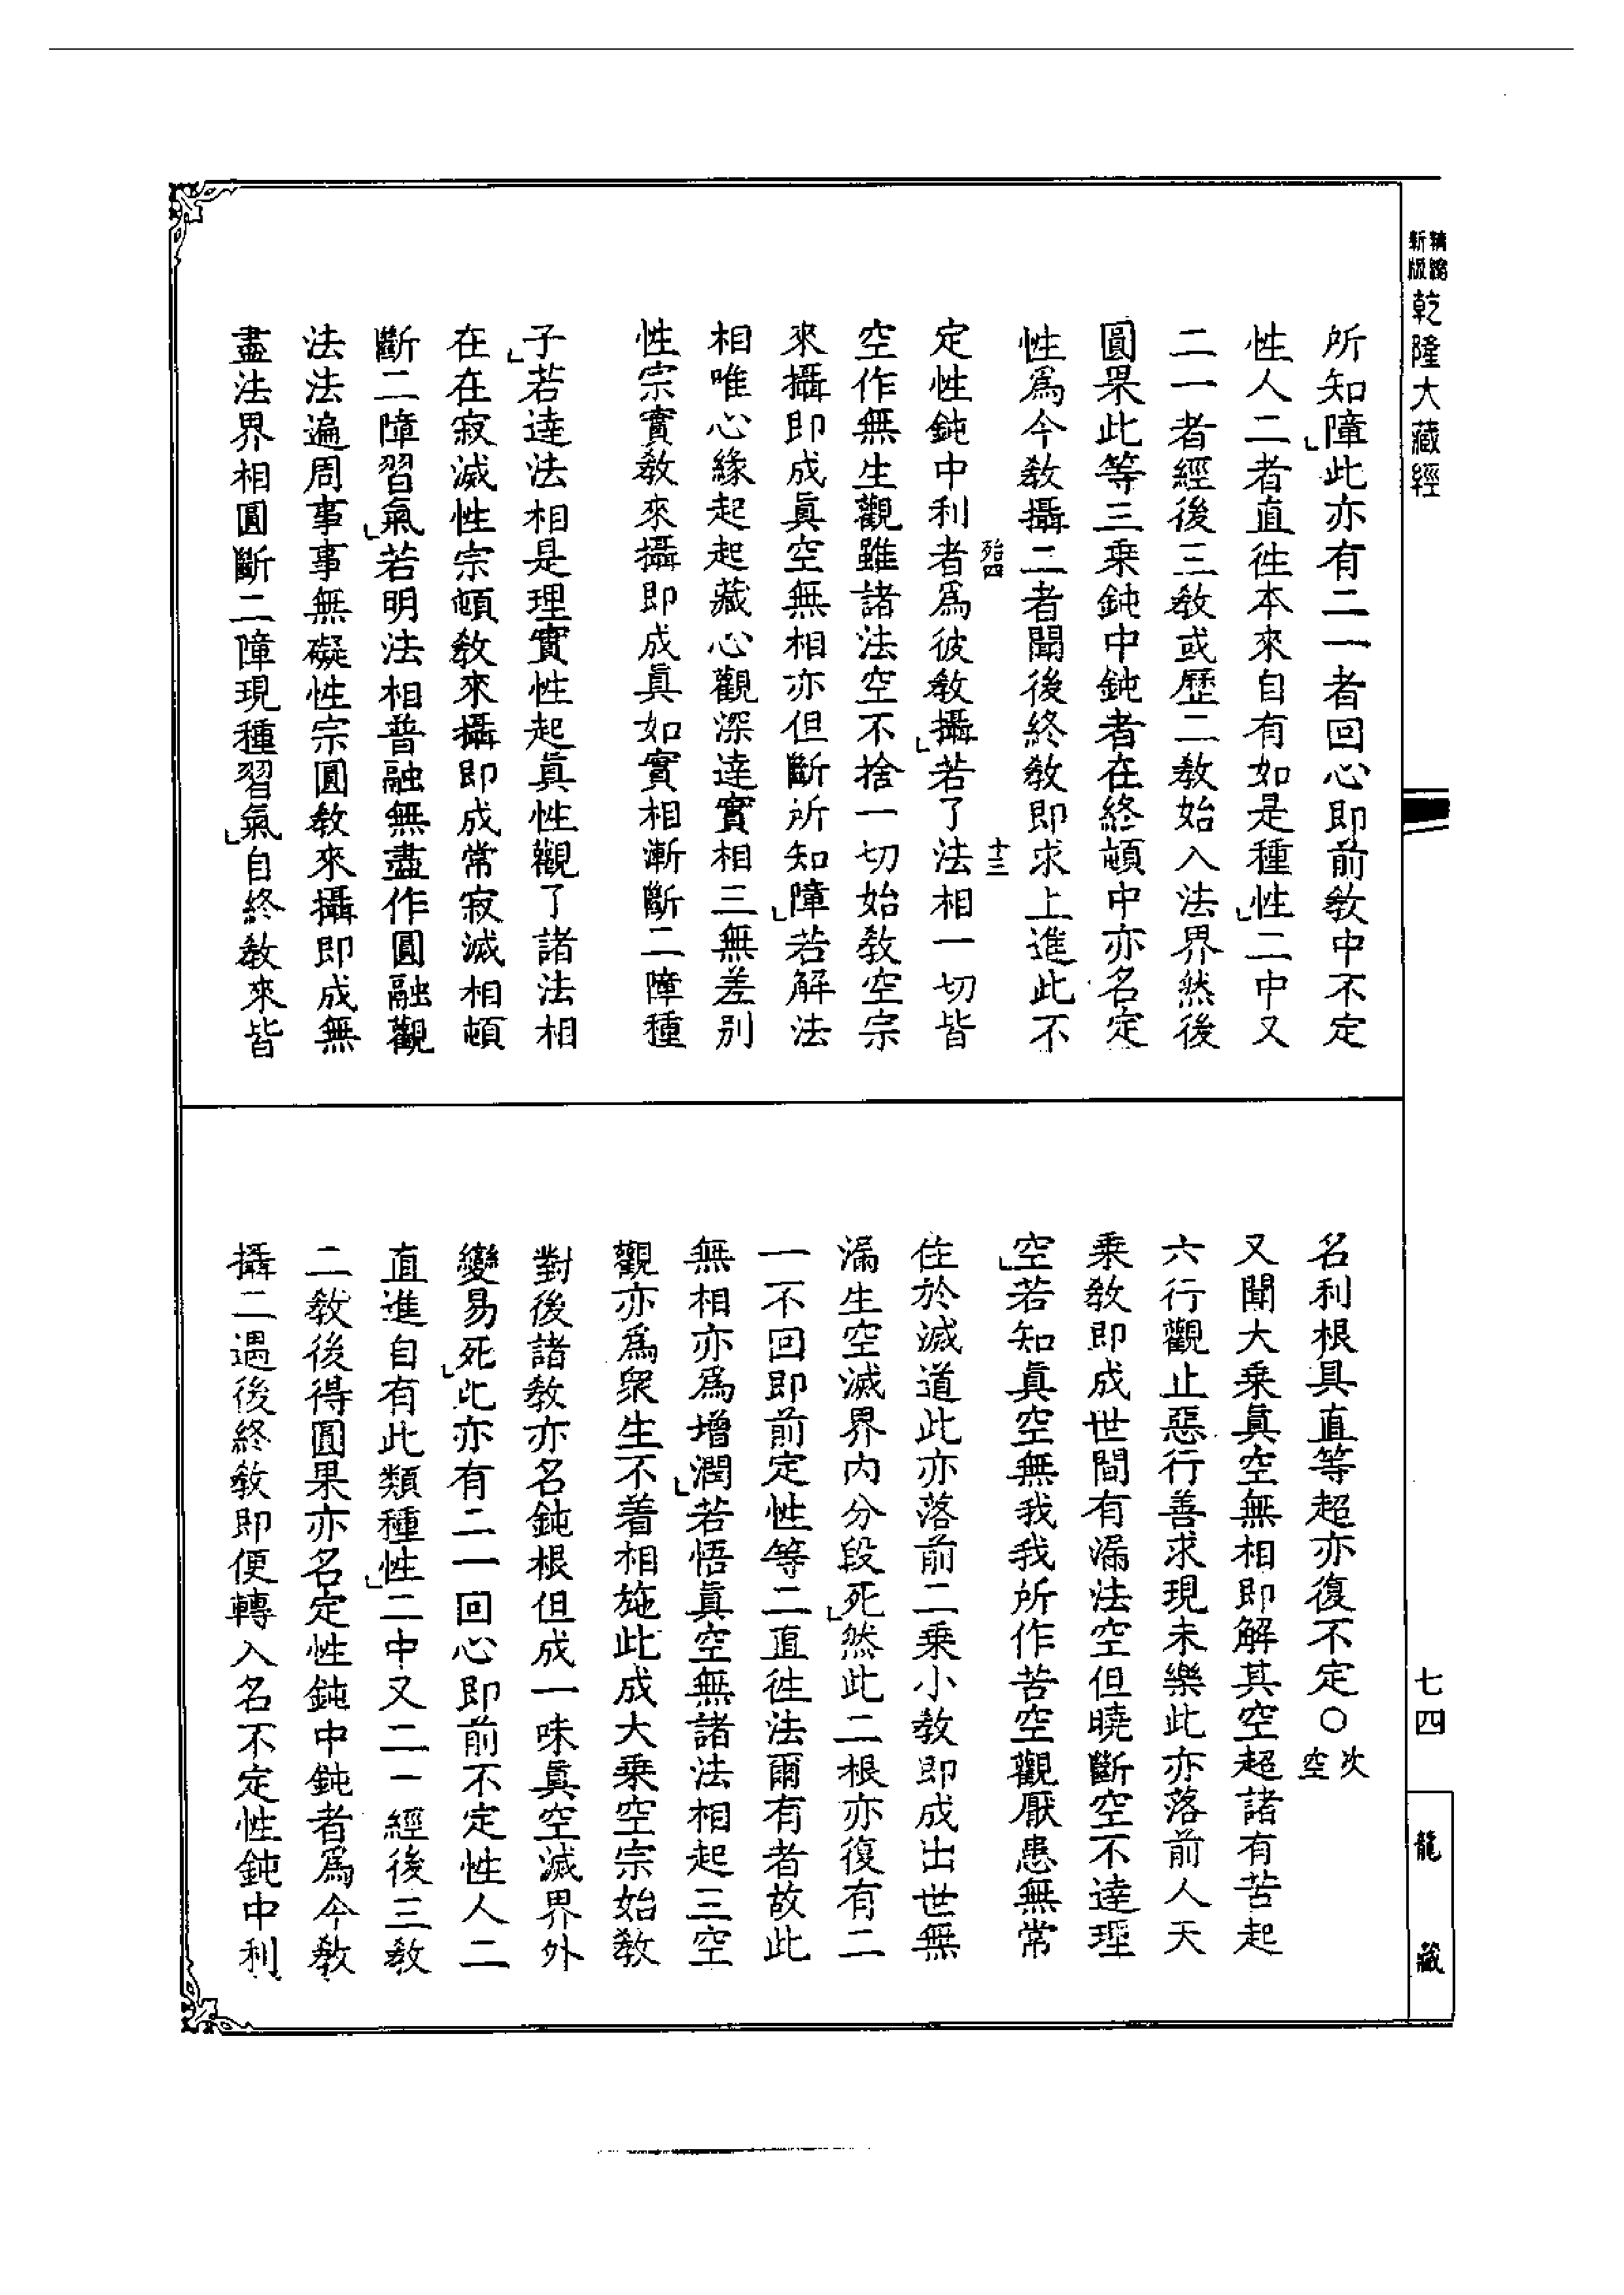 精縮新版
乾隆大藏經
所知障此亦有二一者回心即前教中不定
性人二者直徃本來自有如是種性二中又
二一者經後三教或歷二教始入法界然後
圓果此等三乘鈍中鈍者在終頓中亦名定
性為今教攝二者聞後終教即求上進此不
殆四
十三
定性鈍中利者為彼教攝若了法相一切皆
空作無生觀雖諸法空不捨一切始教空宗
來攝即成真空無相亦但斷所知障若解法
相唯心緣起起藏心觀深達實相三無差別
性宗實教來攝即成真如實相漸斷二障種
子若達法相是理實性起真性觀了諸法相
在在寂滅性宗頓教來攝即成常寂滅相頓
斷二障習氣若明法相普融無盡作圓融觀
法法遍周事事無礙性宗圓教來攝即成無
盡法界相圓斷二障現種習氣自終教來皆
名利根具直等超亦復不定○次空
又聞大乘真空無相即解其空超諸有苦起
六行觀止惡行善求現未樂此亦落前人天
乘教即成世間有漏法空但曉斷空不達理
空若知真空無我我所作苦空觀厭患無常
住於滅道此亦落前二乘小教即成出世無
漏生空滅界內分段死然此二根亦復有二
一不回即前定性等二直徃法爾有者故此
無相亦為增潤若悟真空無諸法相起三空
觀亦為眾生不着相施此成大乘空宗始教
對後諸教亦名鈍根但成一味真空滅界外
變易死此亦有二一回心即前不定性人二
直進自有此類種性二中又二一經後三教
二教後得圓果亦名定性鈍中鈍者為今教
攝二遇後終教即便轉入名不定性鈍中利
七四
龍藏